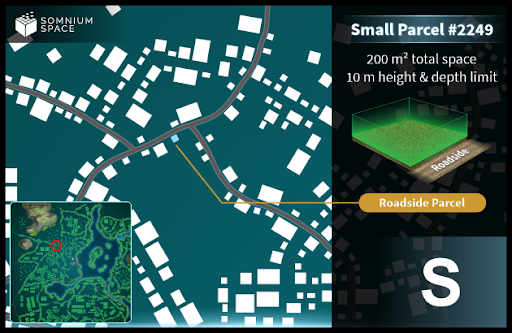 SOMNIUM
SPACE
Small Parcel #2249
200 m² total space
10 m height & depth limit
Roadside
Roadside Parcel
S